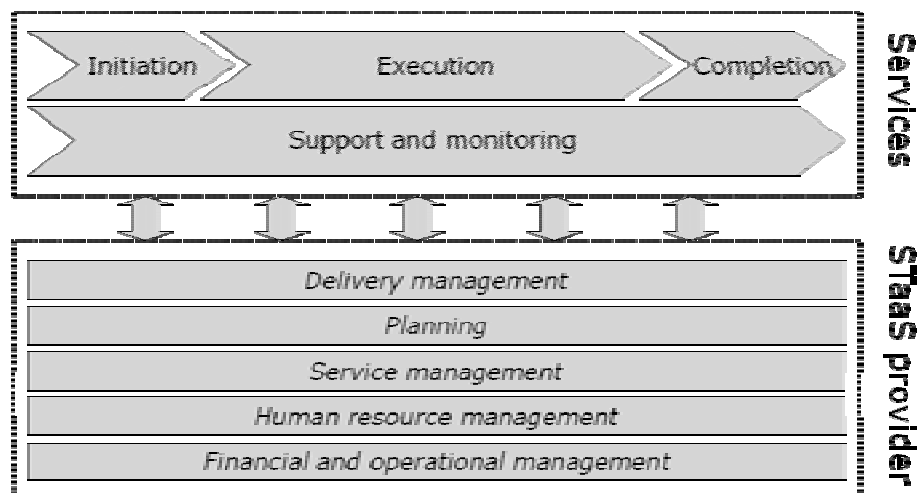 Initiation
Execution
Completion
Support and monitoring
Services
Delivery management
Planning
Service management
Human resource management
Financial and operational management
STaaS provider